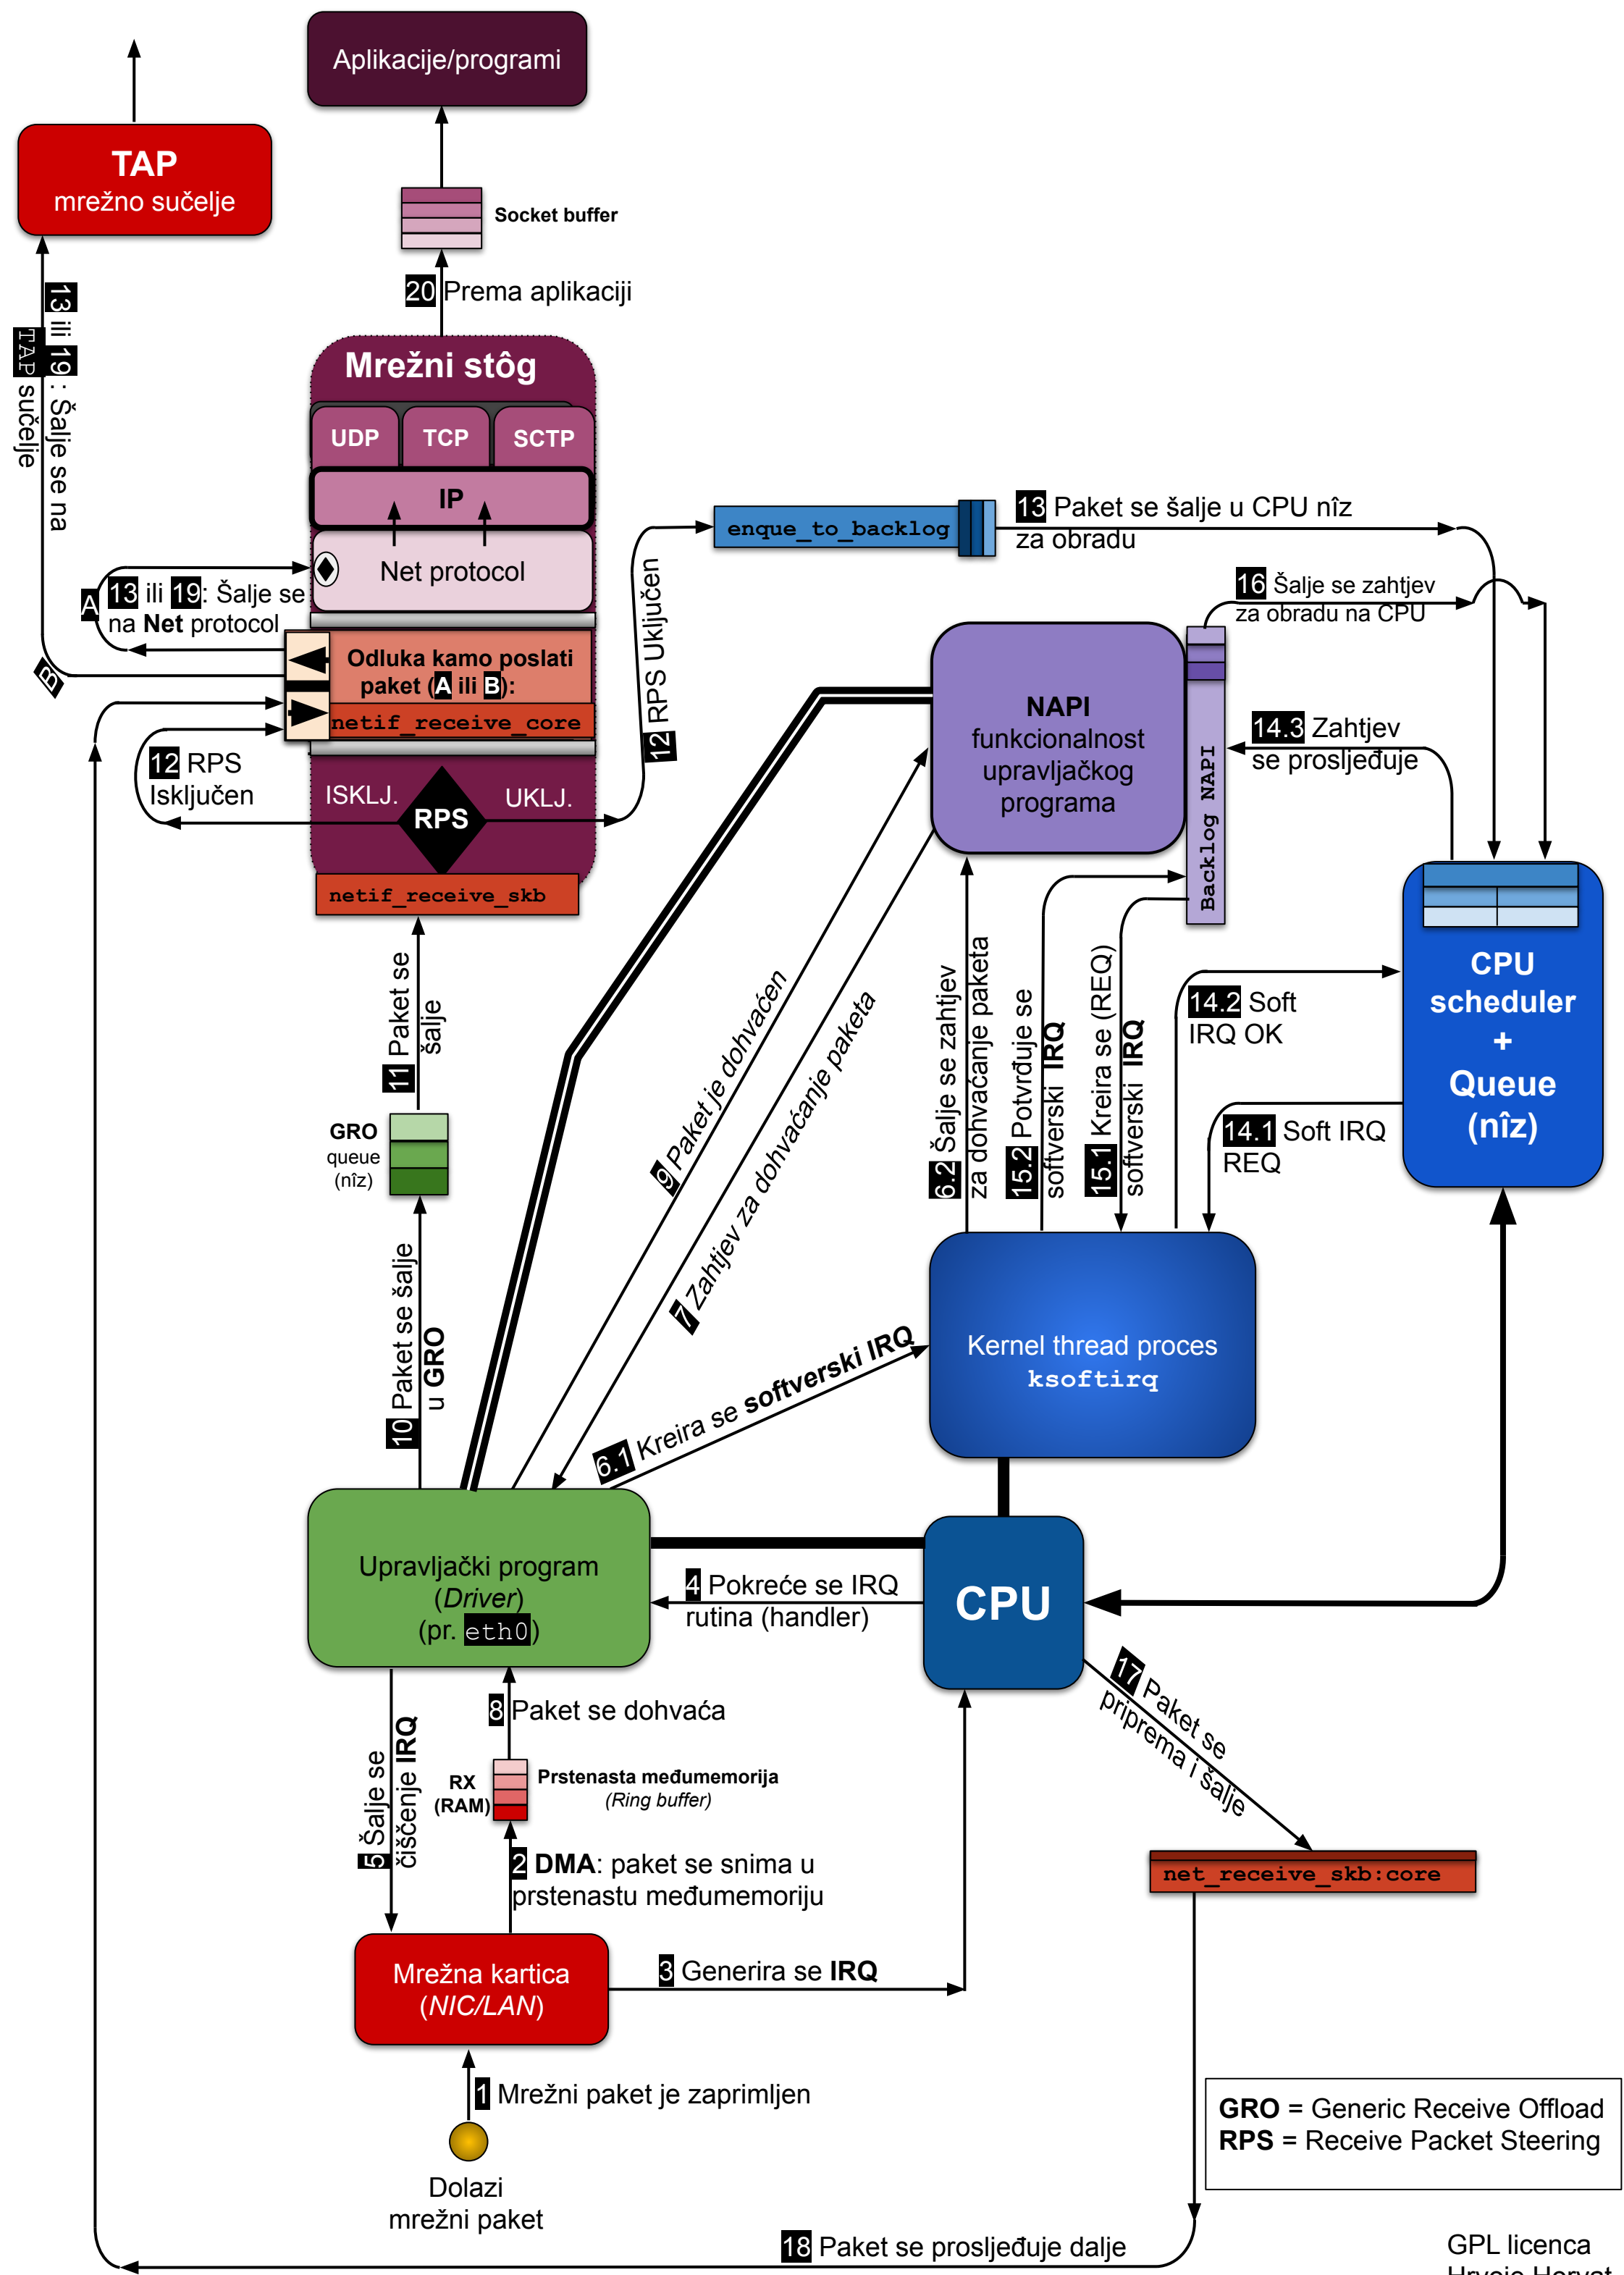 Aplikacije/programi
TAP
mrežno sučelje
Socket buffer
20 Prema aplikaciji
13 ili 19 : Šalje se na
TAP sučelje
Mrežni stôg
UDP
TCP
SCTP
IP
Net protocol
A
13 ili 19: Šalje se
na Net protocol
B
Odluka kamo poslati
paket (A ili B):
netif_receive_core
12 RPS
Isključen
ISKLJ.
RPS
UKLJ.
netif_receive_skb
12 RPS Uključen
enque_to_backlog
13 Paket se šalje u CPU nîz
za obradu
16 Šalje se zahtjev
za obradu na CPU
NAPI
funkcionalnost
upravljačkog
programa
Backlog NAPI
14.3 Zahtjev
se prosljeđuje
CPU
scheduler
+
Queue
(nîz)
14.2 Soft
IRQ OK
14.1 Soft IRQ
REQ
11 Paket se
šalje
GRO
queue
(nîz)
10 Paket se šalje
u GRO
9 Paket je dohvaćen
7 Zahtjev za dohvaćanje paketa
6.2 Šalje se zahtjev
za dohvaćanje paketa
15.2 Potvrđuje se
softverski IRQ
15.1 Kreira se (REQ)
softverski IRQ
6.1 Kreira se softverski IRQ
Kernel thread proces
ksoftirq
Upravljački program
(Driver)
(pr. eth0)
4 Pokreće se IRQ
rutina (handler)
CPU
17 Paket se
priprema i šalje
8 Paket se dohvaća
5 Šalje se
čiščenje IRQ
RX
(RAM)
Prstenasta međumemorija
(Ring buffer)
2 DMA: paket se snima u
prstenastu međumemoriju
net_receive_skb:core
Mrežna kartica
(NIC/LAN)
3 Generira se IRQ
1 Mrežni paket je zaprimljen
Dolazi
mrežni paket
GRO = Generic Receive Offload
RPS = Receive Packet Steering
18 Paket se prosljeđuje dalje
GPL licenca
Hrvoje Horvat